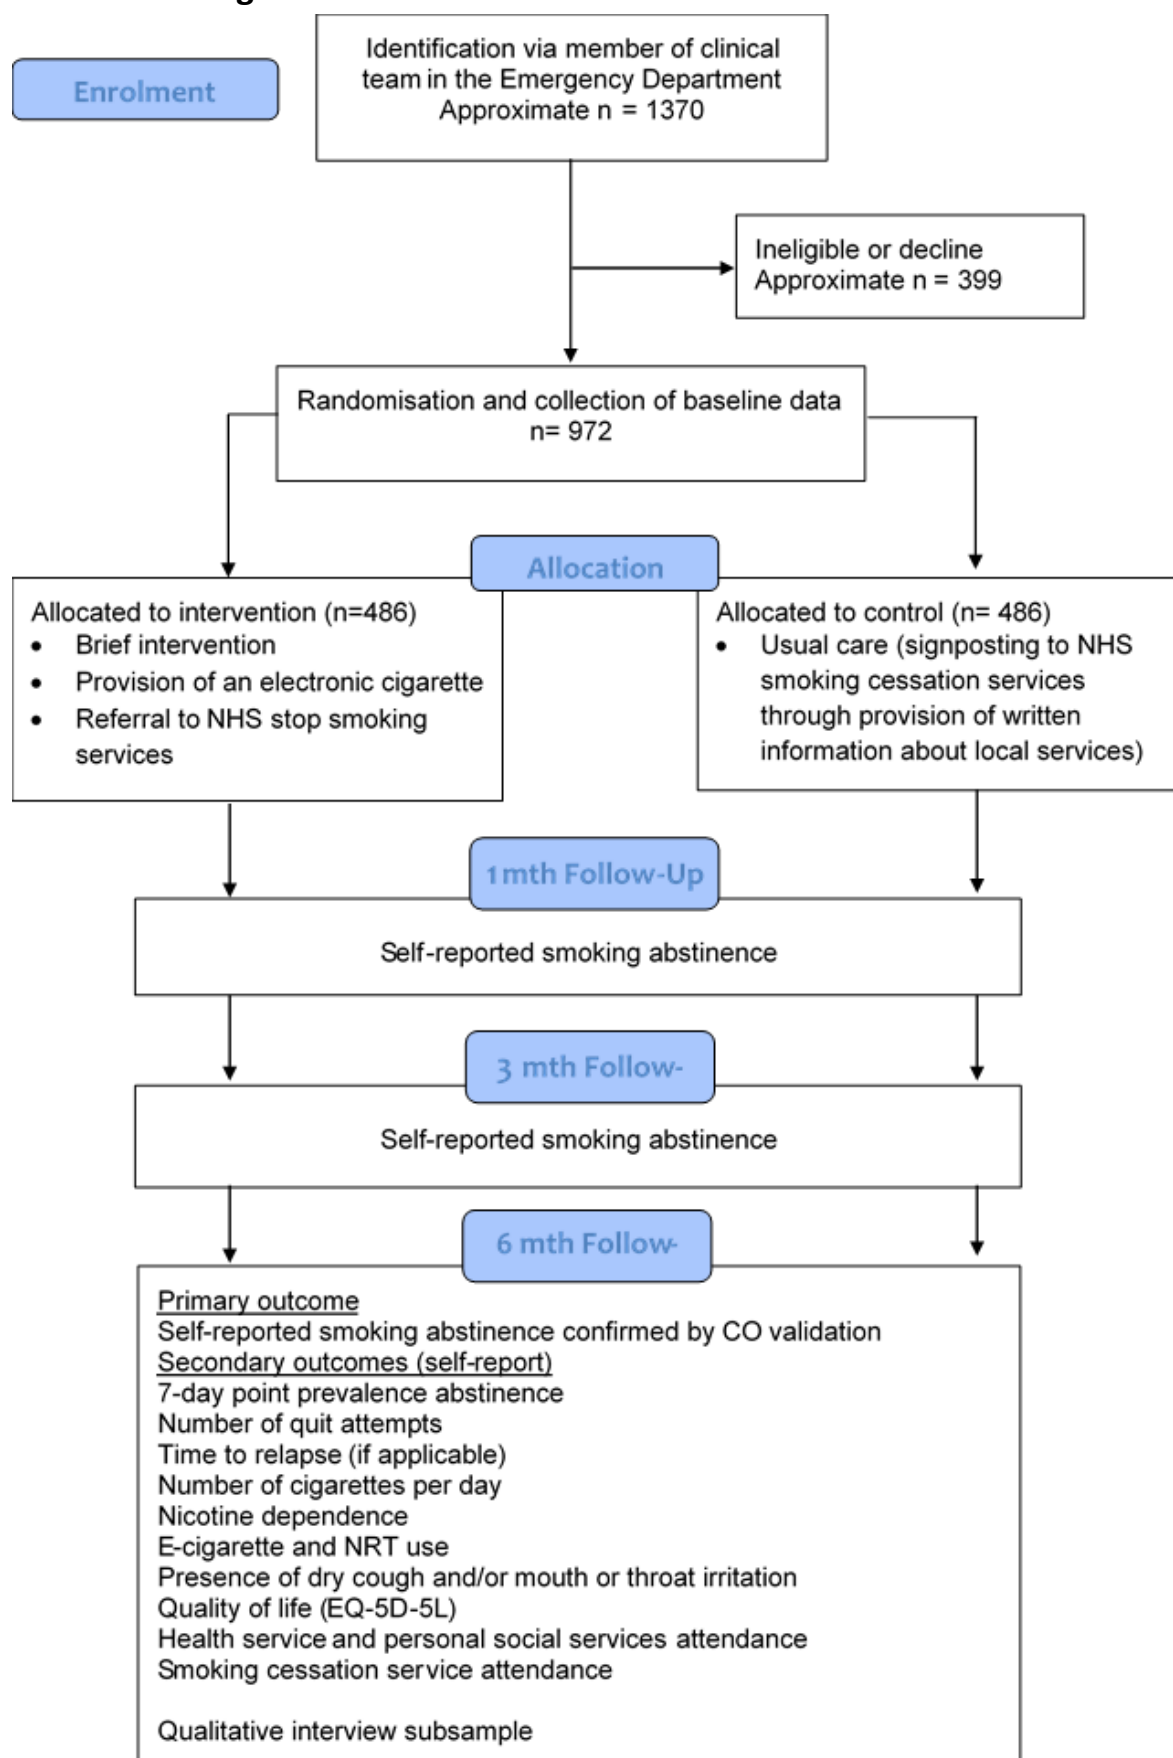 Identification via member of clinical
team in the Emergency Department
Approximate n = 1370
Enrolment
Ineligible or decline
Approximate n = 399
Randomisation and collection of baseline data
n= 972
Allocation
Allocated to intervention (n=486)
• Brief intervention
• Provision of an electronic cigarette
• Referral to NHS stop smoking
services
Allocated to control (n= 486)
• Usual care (signposting to NHS
smoking cessation services
through provision of written
information about local services)
1 mth Follow-Up
Self-reported smoking abstinence
3 mth Follow-
Self-reported smoking abstinence
6 mth Follow-
Primary outcome
Self-reported smoking abstinence confirmed by CO validation
Secondary outcomes (self-report)
7-day point prevalence abstinence
Number of quit attempts
Time to relapse (if applicable)
Number of cigarettes per day
Nicotine dependence
E-cigarette and NRT use
Presence of dry cough and/or mouth or throat irritation
Quality of life (EQ-5D-5L)
Health service and personal social services attendance
Smoking cessation service attendance
Qualitative interview subsample